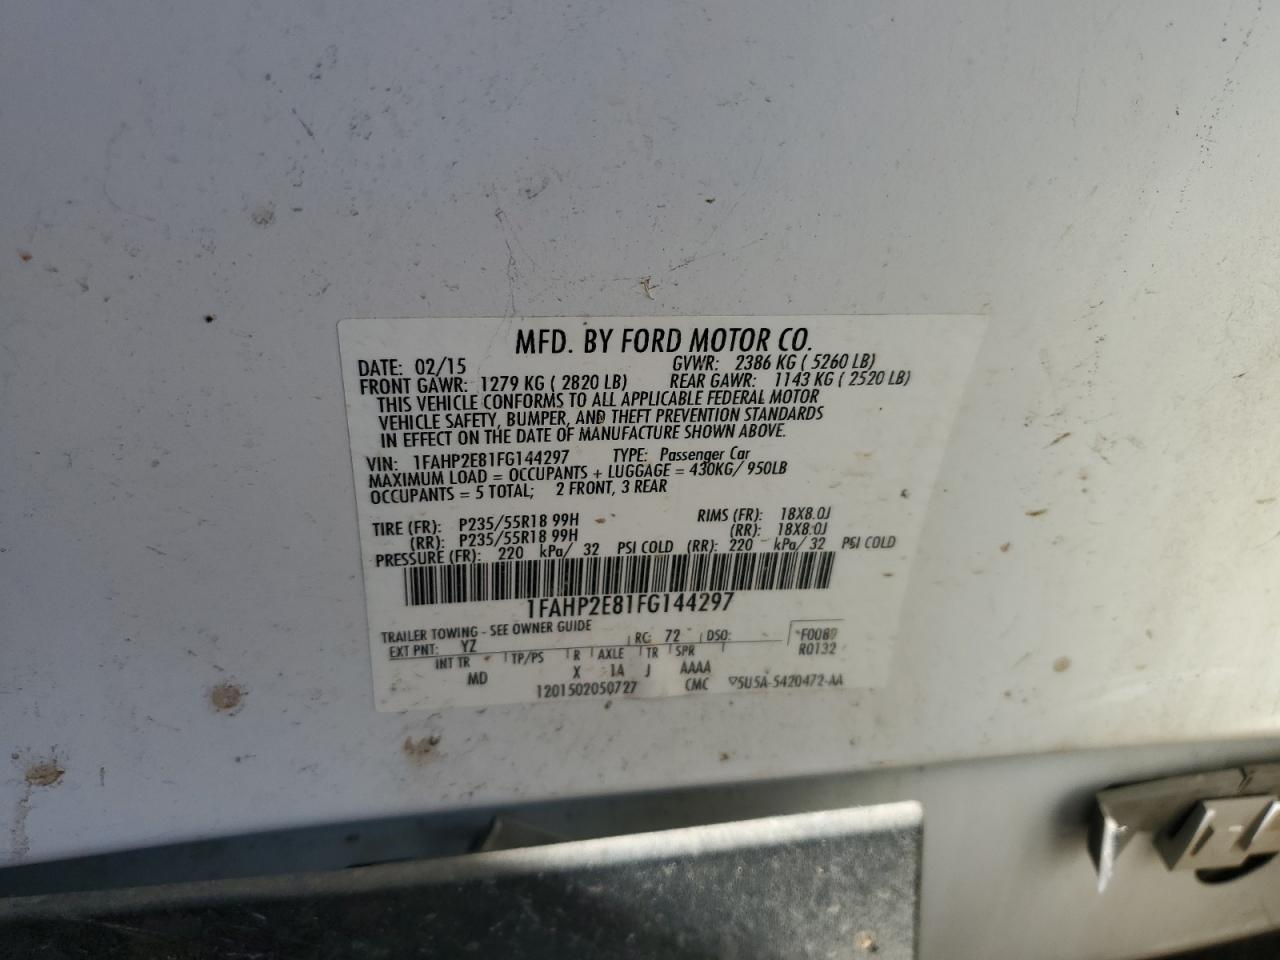 MFD. BY FORD MOTOR CO.
DATE: 02/15 GVWR: 2386 KG ( 5260 LB)
FRONT GAWR: 1279 KG ( 2820 LB) REAR GAWR: 1143 KG ( 2520 LB)
THIS VEHICLE CONFORMS TO ALL APPLICABLE FEDERAL MOTOR
VEHICLE SAFETY, BUMPER, AND THEFT PREVENTION STANDARDS
IN EFFECT ON THE DATE OF MANUFACTURE SHOWN ABOVE.
VIN: 1FAHP2E81FG144297 TYPE: Passenger Car
MAXIMUM LOAD = OCCUPANTS + LUGGAGE = 430KG/ 950LB
OCCUPANTS = 5 TOTAL; 2 FRONT, 3 REAR
TIRE (FR): P235/55R18 99H RIMS (FR): 18X8.0J
(RR): P235/55R18 99H (RR): 18X8.0J
PRESSURE (FR): 220 kPa/ 32 PSI COLD (RR): 220 kPa/ 32 PSI COLD
1FAHP2E81FG144297
TRAILER TOWING - SEE OWNER GUIDE
EXT PNT: YZ RC: 72 DSO: 
R0132
INT TR TP/PS R AXLE TR SPR
MD X 1A J AAAA
1201502050727 CMC 5U5A-5420472-AA